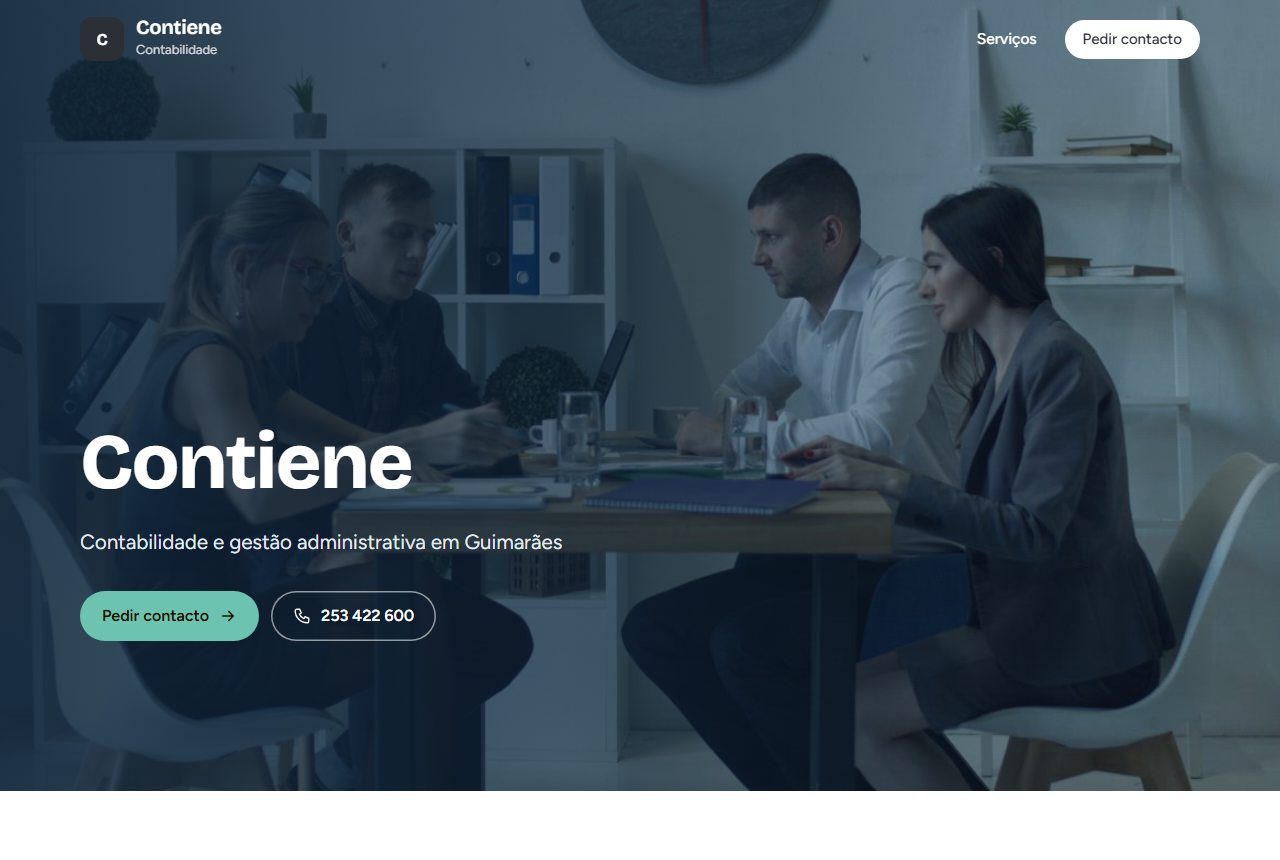 C
Contiene
Contabilidade
Serviços
Pedir contacto
Contiene
Contabilidade e gestão administrativa em Guimarães
Pedir contacto →
253 422 600